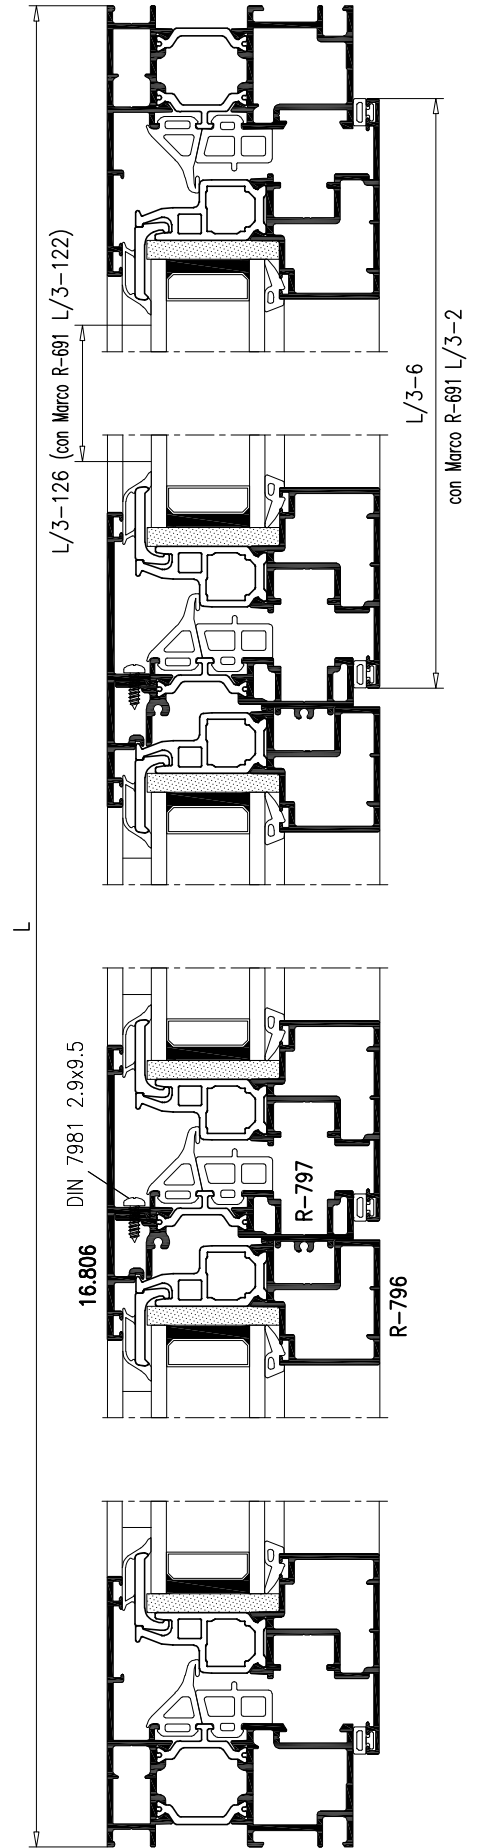 L/3-126 (con Marco R-691 L/3-122)
L/3-6
con Marco R-691 L/3-2
L
DIN 7981 2.9x9.5
16.806
R-797
R-796